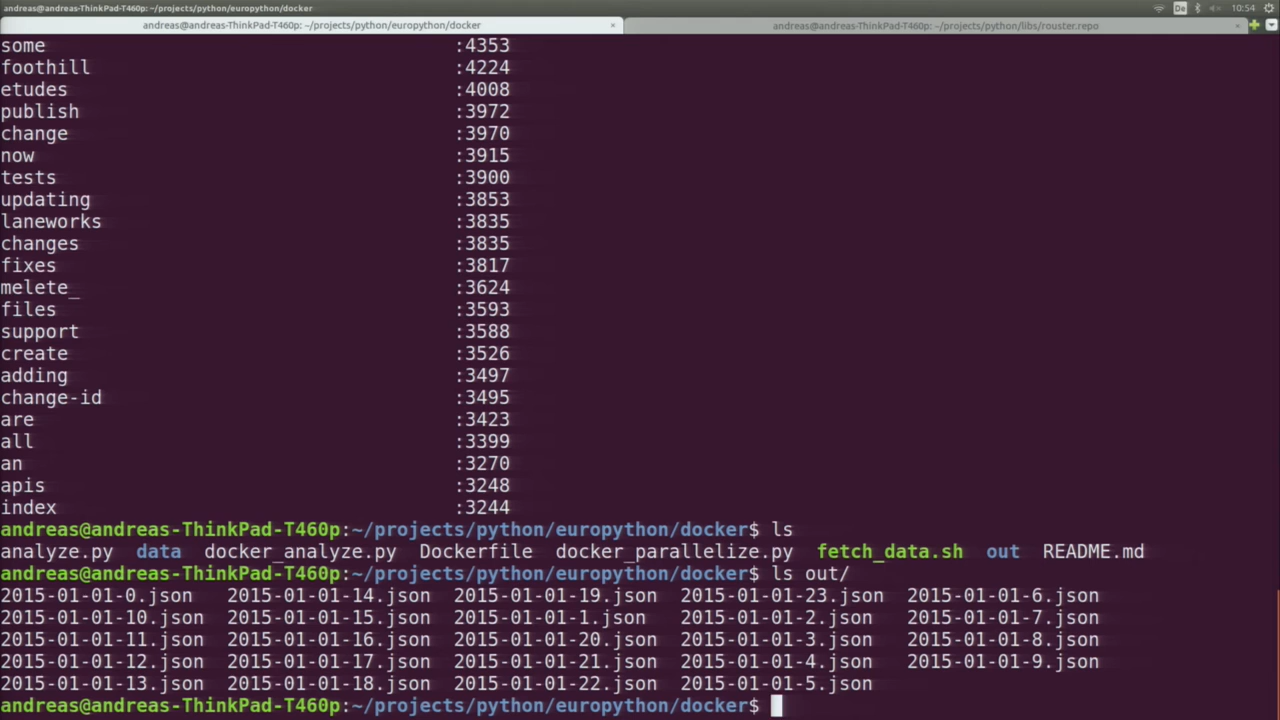 andreas@andreas-ThinkPad-T460p: ~/projects/python/europython/docker
De 10:54
andreas@andreas-ThinkPad-T460p: ~/projects/python/europython/docker × andreas@andreas-ThinkPad-T460p: ~/projects/python/libs/rouster.repo ×
some :4353
foothill :4224
etudes :4008
publish :3972
change :3970
now :3915
tests :3900
updating :3853
laneworks :3835
changes :3835
fixes :3817
melete_ :3624
files :3593
support :3588
create :3526
adding :3497
change-id :3495
are :3423
all :3399
an :3270
apis :3248
index :3244
andreas@andreas-ThinkPad-T460p:~/projects/python/europython/docker$ ls
analyze.py data docker_analyze.py Dockerfile docker_parallelize.py fetch_data.sh out README.md
andreas@andreas-ThinkPad-T460p:~/projects/python/europython/docker$ ls out/
2015-01-01-0.json 2015-01-01-14.json 2015-01-01-19.json 2015-01-01-23.json 2015-01-01-6.json
2015-01-01-10.json 2015-01-01-15.json 2015-01-01-1.json 2015-01-01-2.json 2015-01-01-7.json
2015-01-01-11.json 2015-01-01-16.json 2015-01-01-20.json 2015-01-01-3.json 2015-01-01-8.json
2015-01-01-12.json 2015-01-01-17.json 2015-01-01-21.json 2015-01-01-4.json 2015-01-01-9.json
2015-01-01-13.json 2015-01-01-18.json 2015-01-01-22.json 2015-01-01-5.json
andreas@andreas-ThinkPad-T460p:~/projects/python/europython/docker$